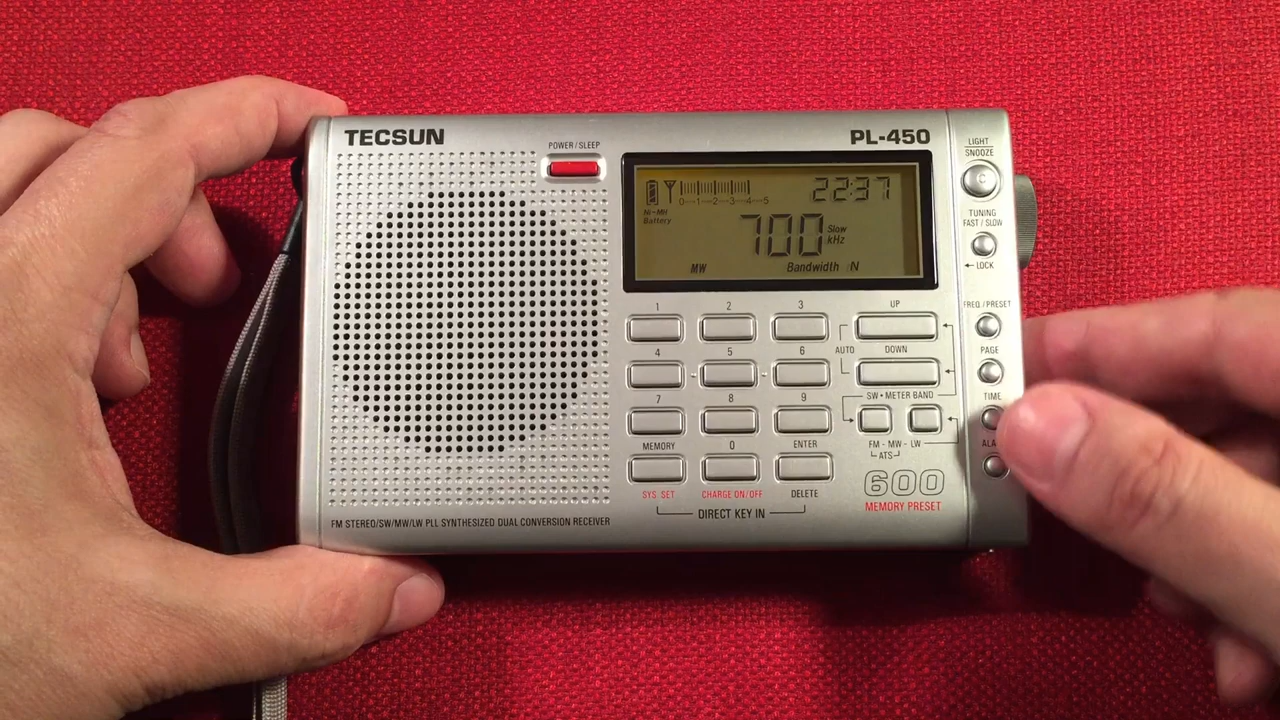 TECSUN
POWER/SLEEP
PL-450
LIGHT
SNOOZE
C
0-1-2-3-4-5
22:37
Ni-MH
Battery
700
Slow
kHz
MW
Bandwidth N
TUNING
FAST/SLOW
LOCK
1
2
3
UP
FREQ./PRESET
4
5
6
AUTO
DOWN
PAGE
7
8
9
SW • METER BAND
TIME
MEMORY
0
ENTER
FM - MW - LW
ATS
ALA
SYS SET
CHARGE ON/OFF
DELETE
DIRECT KEY IN
600
MEMORY PRESET
FM STEREO/SW/MW/LW PLL SYNTHESIZED DUAL CONVERSION RECEIVER